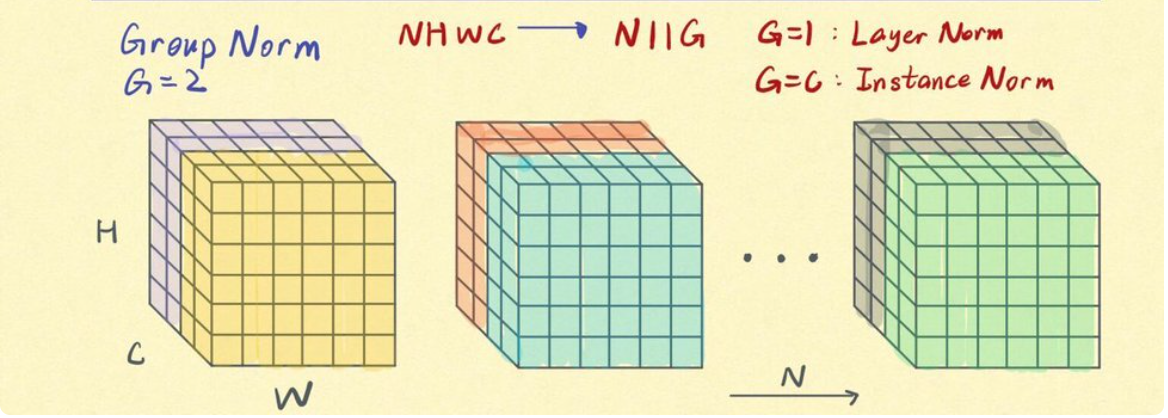 Group Norm
G=2
NHWC → N11G
G=1 : Layer Norm
G=C : Instance Norm
H
C
W
...
N